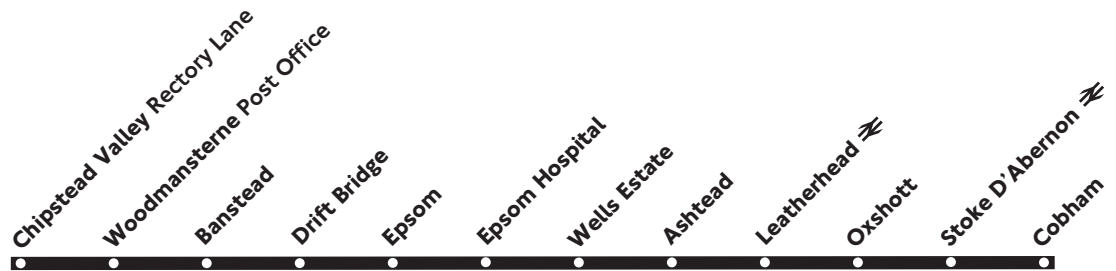 Chipstead Valley Rectory Lane
Woodmansterne Post Office
Banstead
Drift Bridge
Epsom
Epsom Hospital
Wells Estate
Ashtead
Leatherhead
Oxshott
Stoke D'Abernon
Cobham